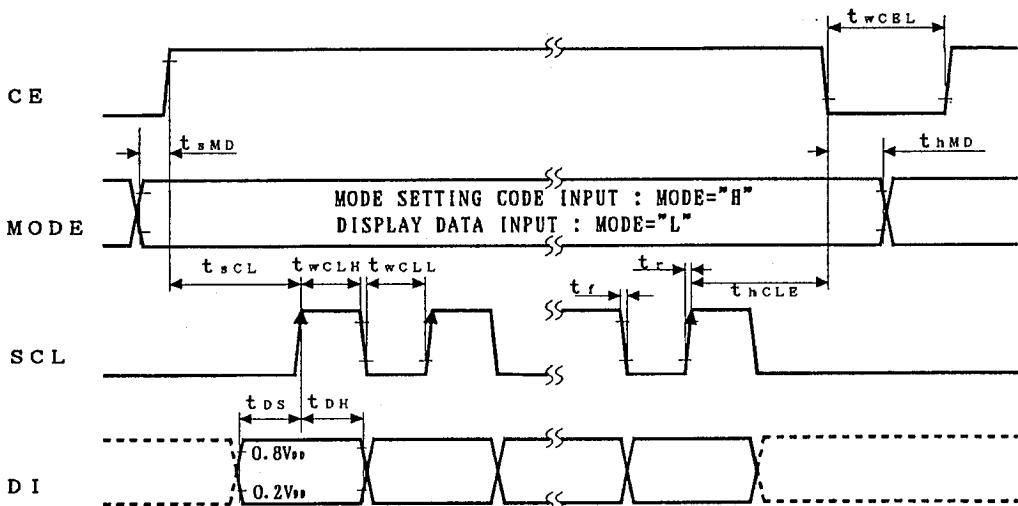 t wCEL
CE
t sMD
t hMD
MODE SETTING CODE INPUT : MODE="H"
DISPLAY DATA INPUT : MODE="L"
MODE
t sCL
t wCLH
t wCLL
t r
t f
t hCLE
SCL
t DS
t DH
0.8VDD
0.2VDD
DI